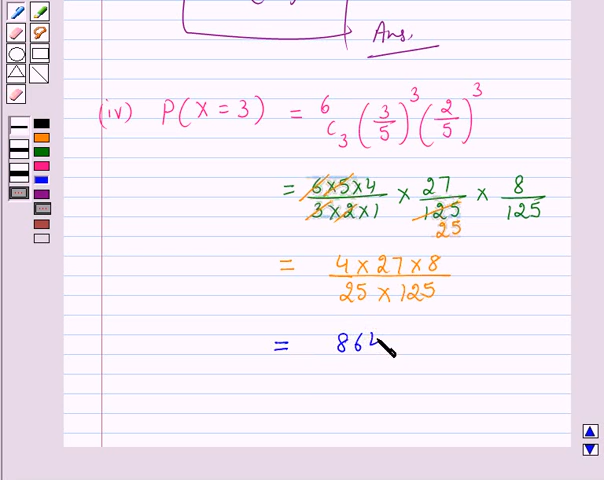 Ans.
(iv) P(X = 3) = ⁶C₃ (3/5)³ (2/5)³
= 6×5×4/3×2×1 × 27/125 × 8/125
25
= 4×27×8/25×125
= 864